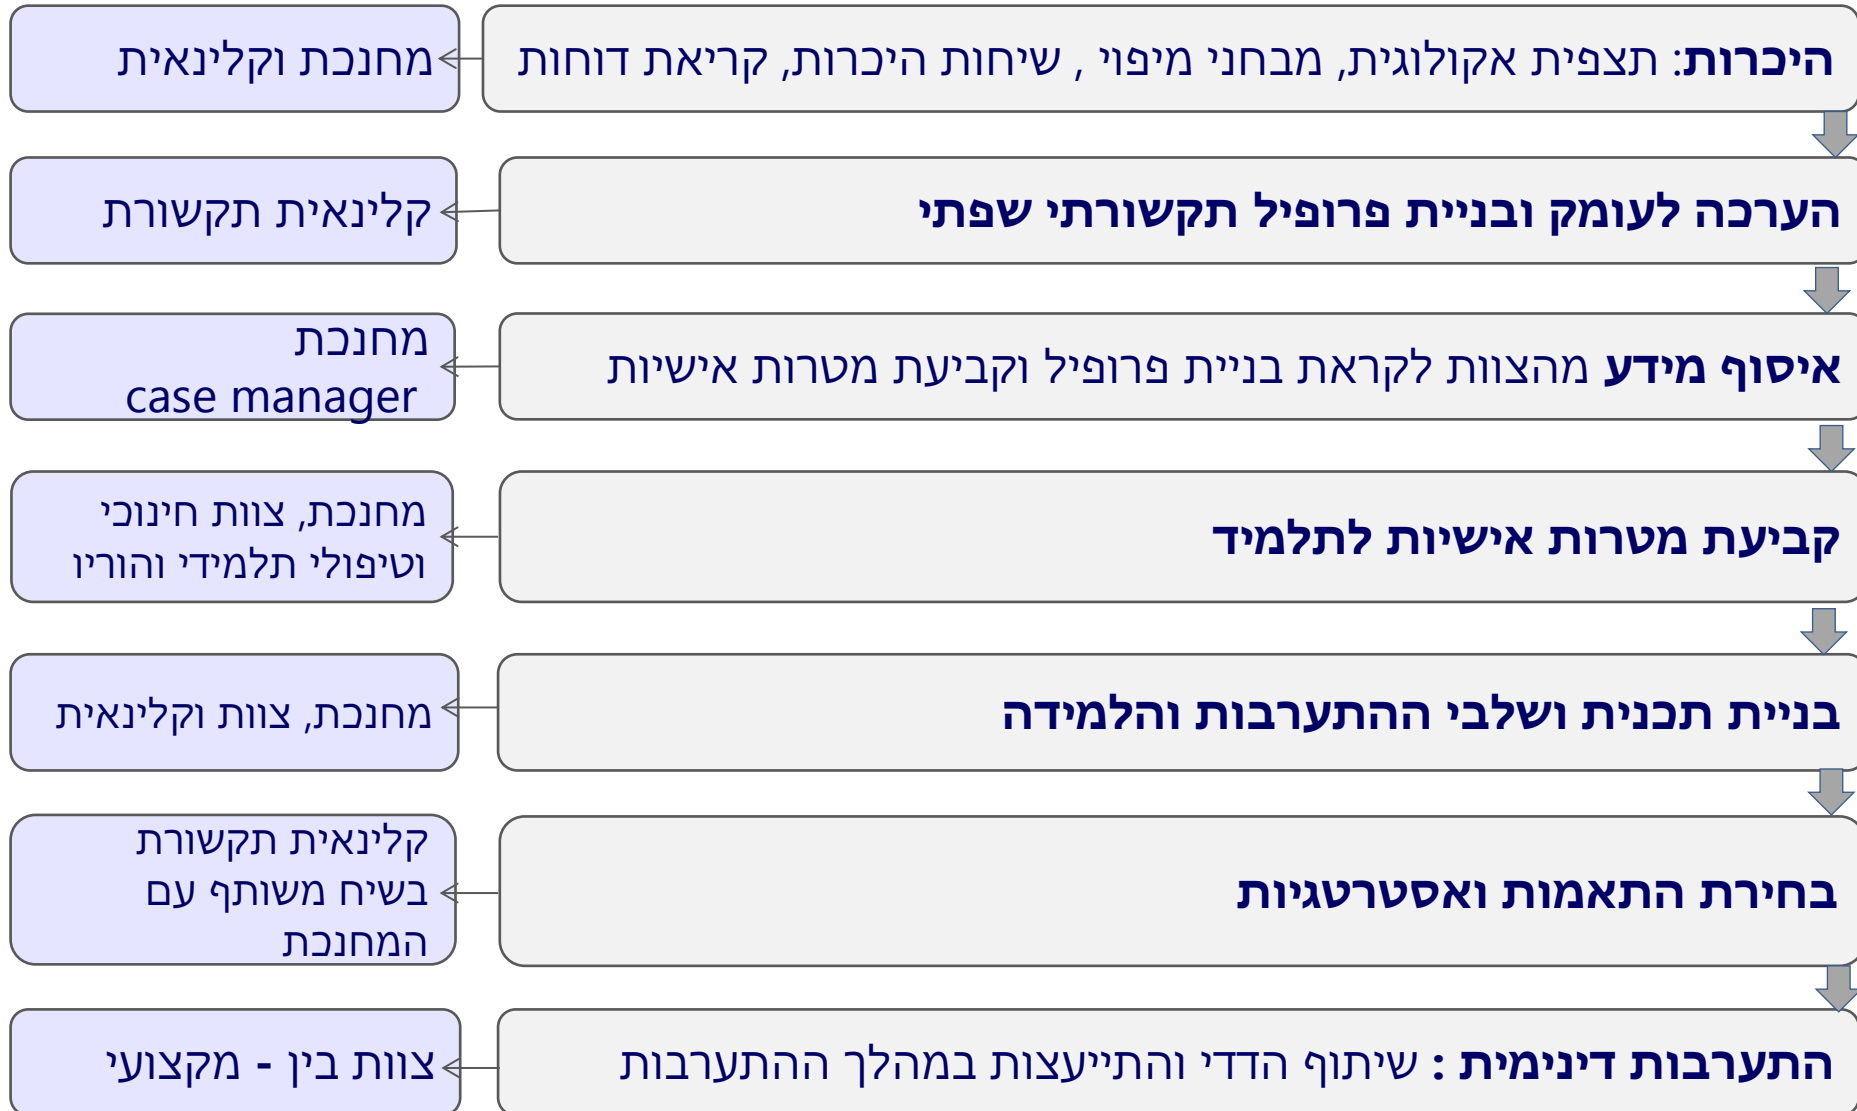 היכרות: תצפית אקולוגית, מבחני מיפוי , שיחות היכרות, קריאת דוחות
מחנכת וקלינאית
הערכה לעומק ובניית פרופיל תקשורתי שפתי
קלינאית תקשורת
איסוף מידע מהצוות לקראת בניית פרופיל וקביעת מטרות אישיות
מחנכת
case manager
קביעת מטרות אישיות לתלמיד
מחנכת, צוות חינוכי
וטיפולי תלמידי והוריו
בניית תכנית ושלבי ההתערבות והלמידה
מחנכת, צוות וקלינאית
בחירת התאמות ואסטרטגיות
קלינאית תקשורת
בשיח משותף עם
המחנכת
התערבות דינימית : שיתוף הדדי והתייעצות במהלך ההתערבות
צוות בין - מקצועי